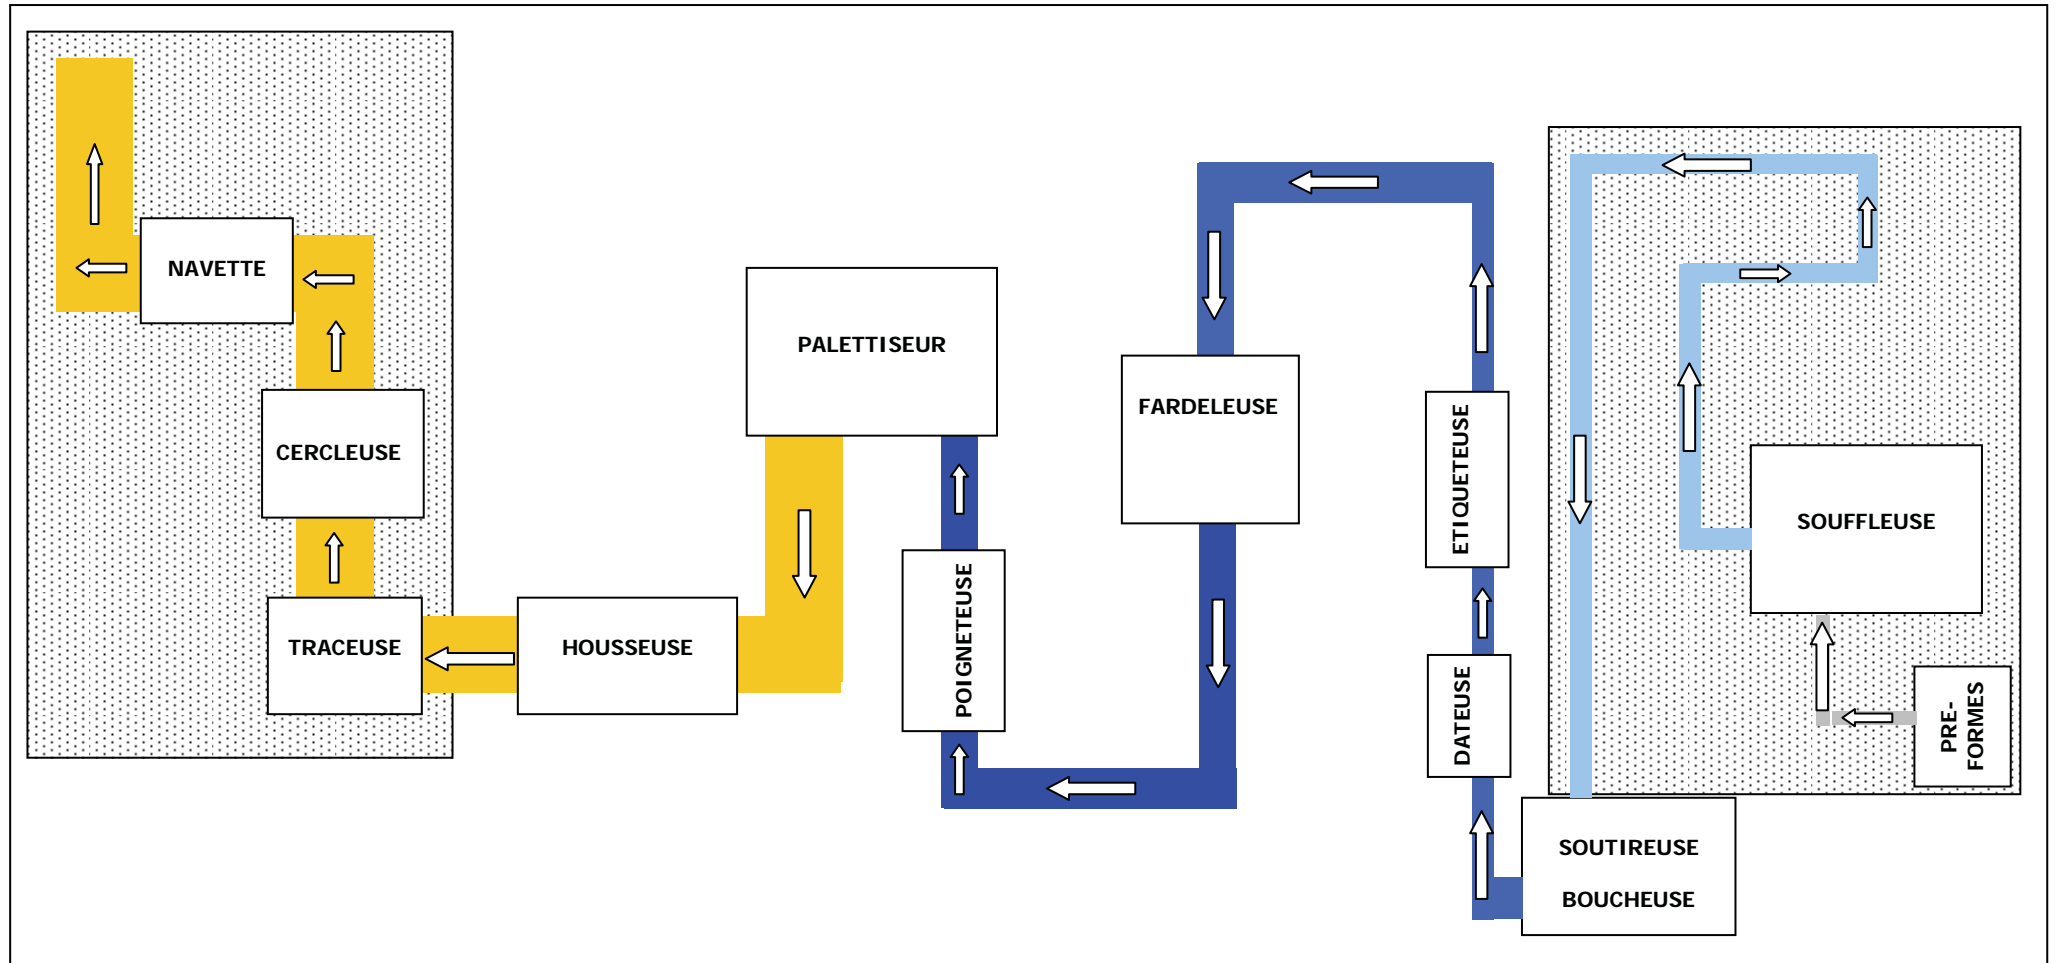 NAVETTE
CERCLEUSE
TRACEUSE
HOUSSEUSE
PALETTISEUR
POIGNETEUSE
FARDELEUSE
ETIQUETEUSE
DATEUSE
SOUFFLEUSE
PRE-
FORMES
SOUTIREUSE
BOUCHEUSE